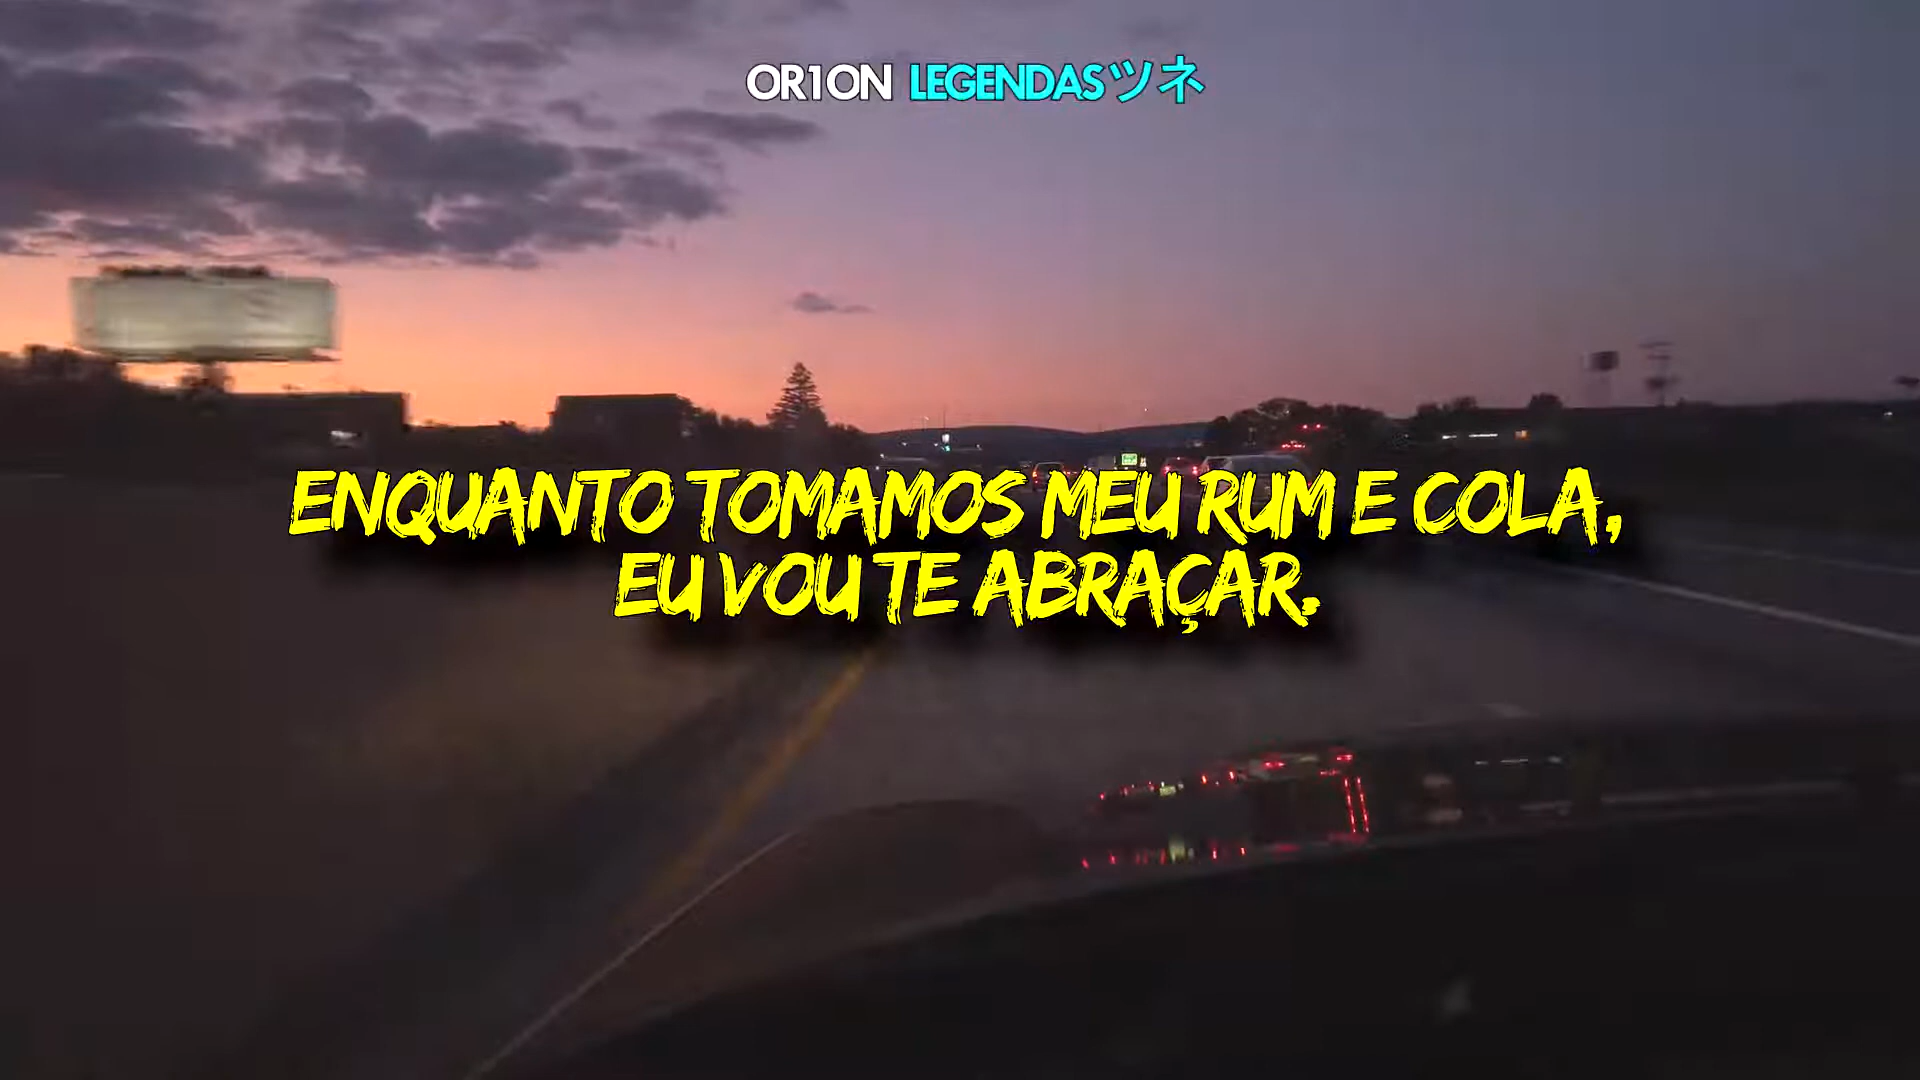 OR1ON LEGENDASツネ
ENQUANTO TOMAMOS MEU RUM E COLA,
EU VOU TE ABRAÇAR.